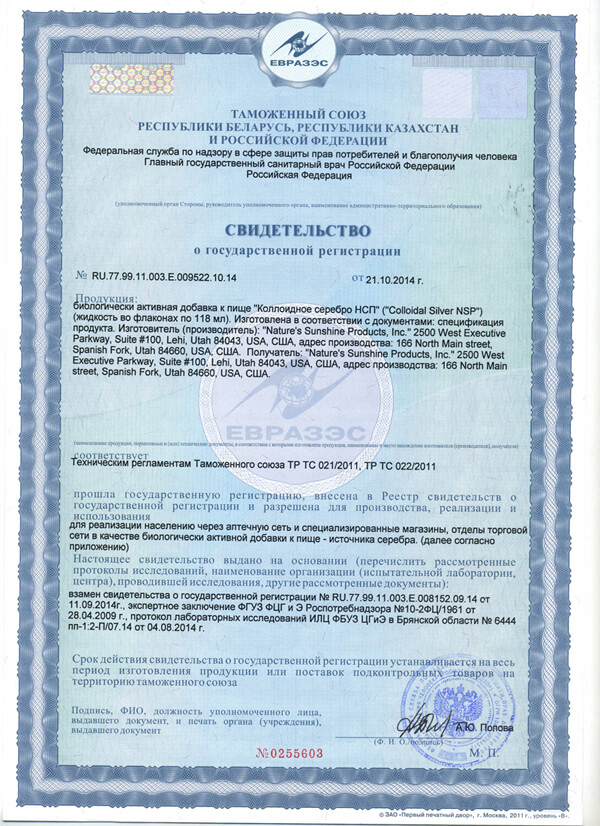 ЕВРАЗЭС
ТАМОЖЕННЫЙ СОЮЗ
РЕСПУБЛИКИ БЕЛАРУСЬ, РЕСПУБЛИКИ КАЗАХСТАН
И РОССИЙСКОЙ ФЕДЕРАЦИИ
Федеральная служба по надзору в сфере защиты прав потребителей и благополучия человека
Главный государственный санитарный врач Российской Федерации
Российская Федерация
(уполномоченный орган Стороны, руководитель уполномоченного органа, наименование административно-территориального образования)
СВИДЕТЕЛЬСТВО
о государственной регистрации
№ RU.77.99.11.003.Е.009522.10.14 от 21.10.2014 г.
Продукция:
биологически активная добавка к пище "Коллоидное серебро НСП" ("Colloidal Silver NSP")
(жидкость во флаконах по 118 мл). Изготовлена в соответствии с документами: спецификация
продукта. Изготовитель (производитель): "Nature's Sunshine Products, Inc." 2500 West Executive
Parkway, Suite #100, Lehi, Utah 84043, USA, США, адрес производства: 166 North Main street,
Spanish Fork, Utah 84660, USA, США. Получатель: "Nature's Sunshine Products, Inc." 2500 West
Executive Parkway, Suite #100, Lehi, Utah 84043, USA, США, адрес производства: 166 North Main
street, Spanish Fork, Utah 84660, USA, США.
ЕВРАЗЭС
соответствует
Техническим регламентам Таможенного союза ТР ТС 021/2011, ТР ТС 022/2011
прошла государственную регистрацию, внесена в Реестр свидетельств о
государственной регистрации и разрешена для производства, реализации и
использования
для реализации населению через аптечную сеть и специализированные магазины, отделы торговой
сети в качестве биологически активной добавки к пище - источника серебра. (далее согласно
приложению)
Настоящее свидетельство выдано на основании (перечислить рассмотренные
протоколы исследований, наименование организации (испытательной лаборатории,
центра), проводившей исследования, другие рассмотренные документы):
взамен свидетельства о государственной регистрации № RU.77.99.11.003.Е.008152.09.14 от
11.09.2014г., экспертное заключение ФГУЗ ФЦГ и Э Роспотребнадзора №10-2ФЦ/1961 от
28.04.2009 г., протокол лабораторных исследований ИЛЦ ФБУЗ ЦГиЭ в Брянской области № 6444
пп-1:2-П/07.14 от 04.08.2014 г.
Срок действия свидетельства о государственной регистрации устанавливается на весь
период изготовления продукции или поставок подконтрольных товаров на
территорию таможенного союза
Подпись, ФИО, должность уполномоченного лица,
выдавшего документ, и печать органа (учреждения),
выдавшего документ
А.Ю. Попова
(Ф. И. О./подпись)
М. П.
№0255603
© ЗАО «Первый печатный двор», г. Москва, 2011 г., уровень «В».